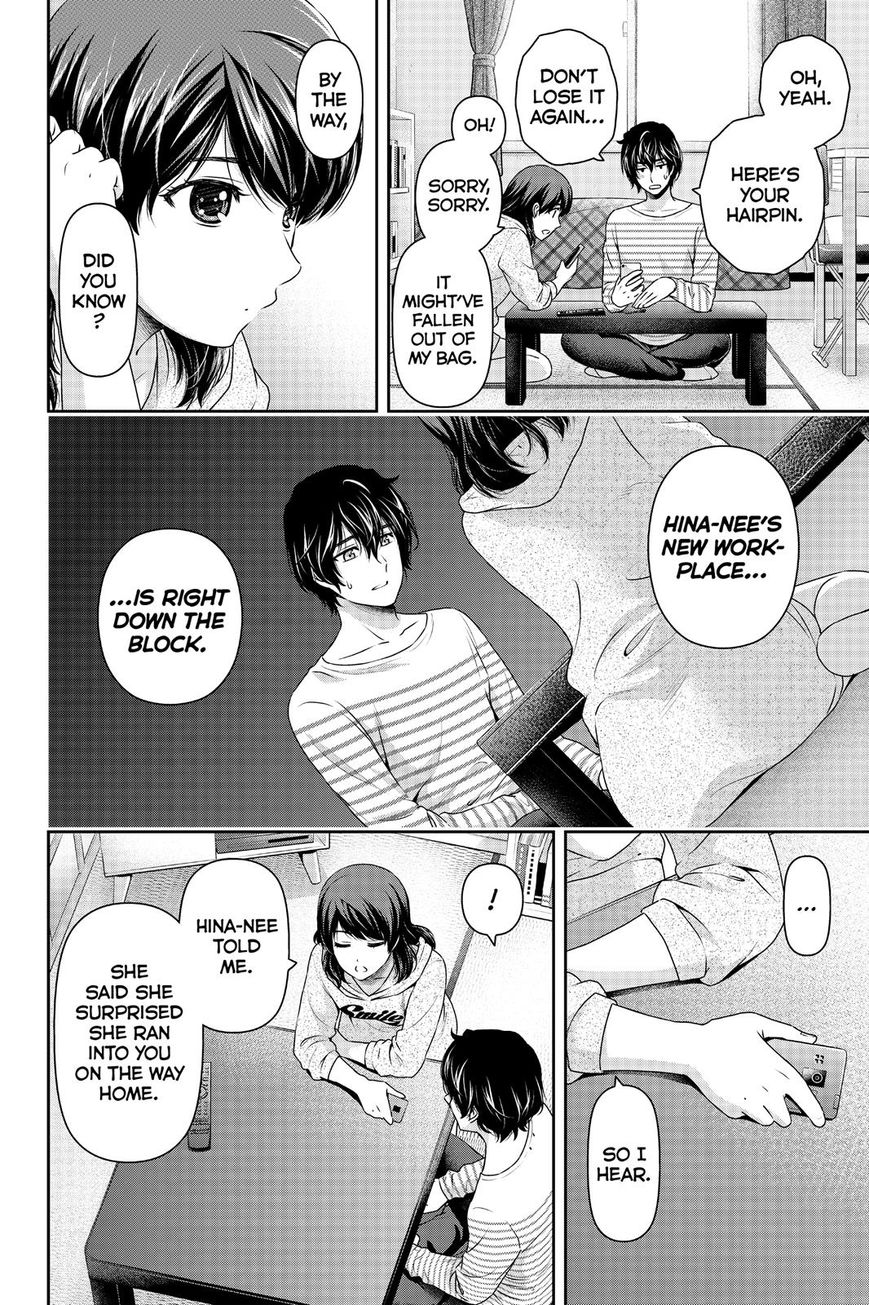 OH,
YEAH.
HERE'S
YOUR
HAIRPIN.
DON'T
LOSE IT
AGAIN...
OH!
SORRY,
SORRY.
IT
MIGHT'VE
FALLEN
OUT OF
MY BAG.
BY
THE
WAY,
DID
YOU
KNOW
?
HINA-NEE'S
NEW WORK-
PLACE...
...IS RIGHT
DOWN THE
BLOCK.
...
SO I
HEAR.
!
HINA-NEE
TOLD
ME.
SHE
SAID SHE
SURPRISED
SHE RAN
INTO YOU
ON THE WAY
HOME.
Smile